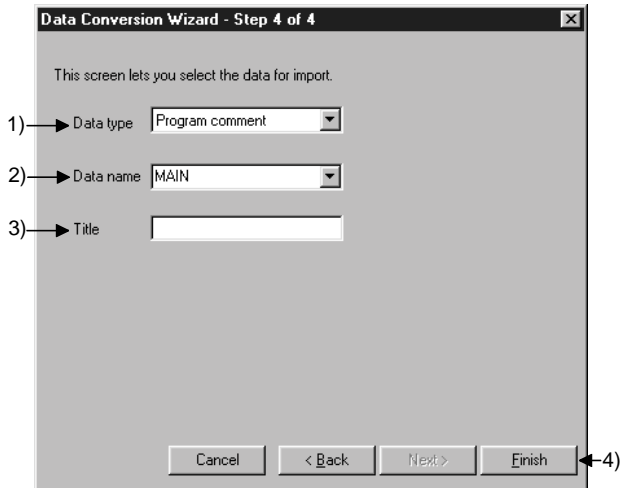 Data Conversion Wizard - Step 4 of 4
This screen lets you select the data for import.
1) Data type Program comment
2) Data name MAIN
3) Title
Cancel < Back Next > Finish 4)